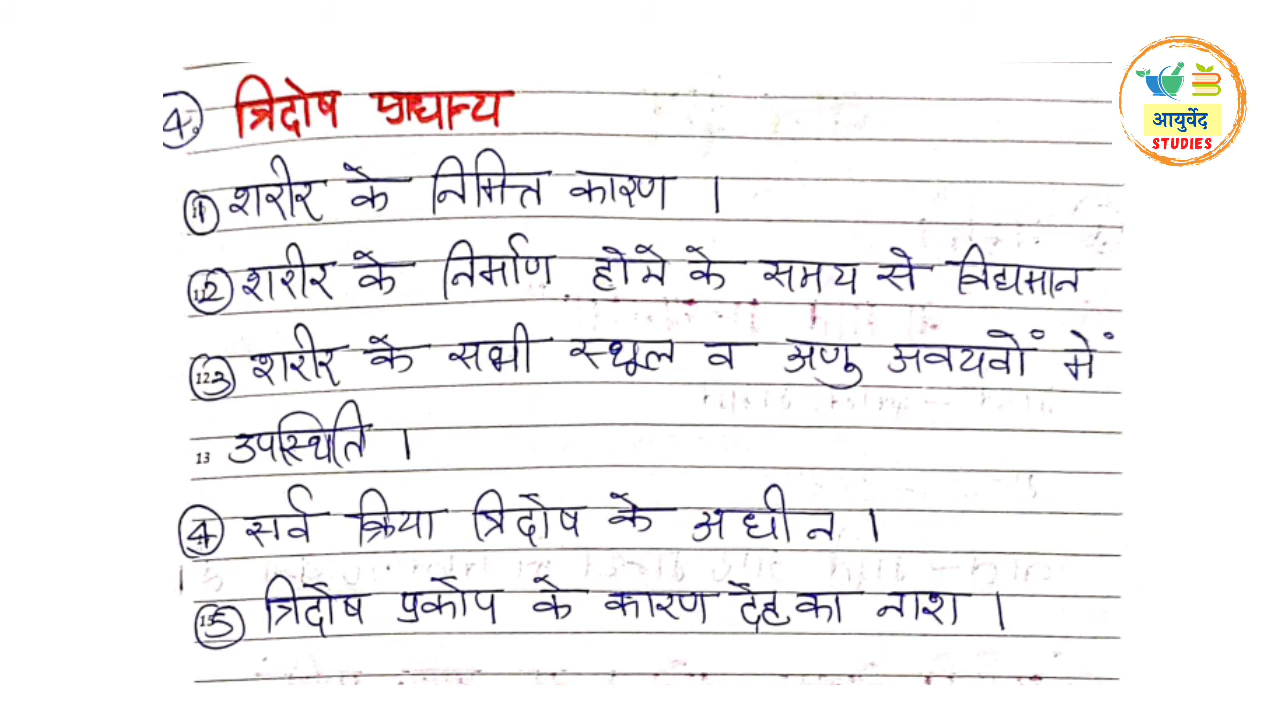 4. त्रिदोष प्राधान्य
आयुर्वेद
STUDIES
① शरीर के निमित्त कारण ।
② शरीर के निर्माण होने के समय से विद्यमान
③ शरीर के सभी स्थूल व अणु अवयवों में
13 उपस्थिति ।
④ सर्व क्रिया त्रिदोष के अधीन ।
⑤ त्रिदोष प्रकोप के कारण देह का नाश ।